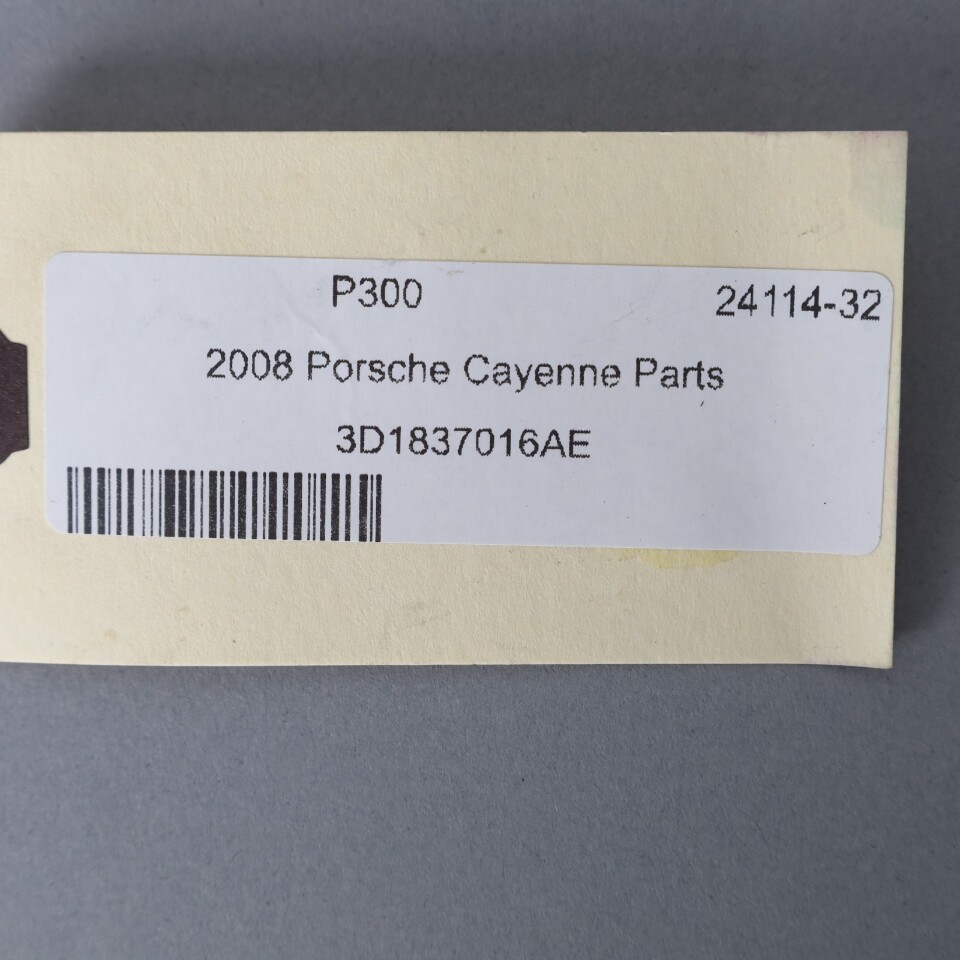 P300 24114-32
2008 Porsche Cayenne Parts
3D1837016AE